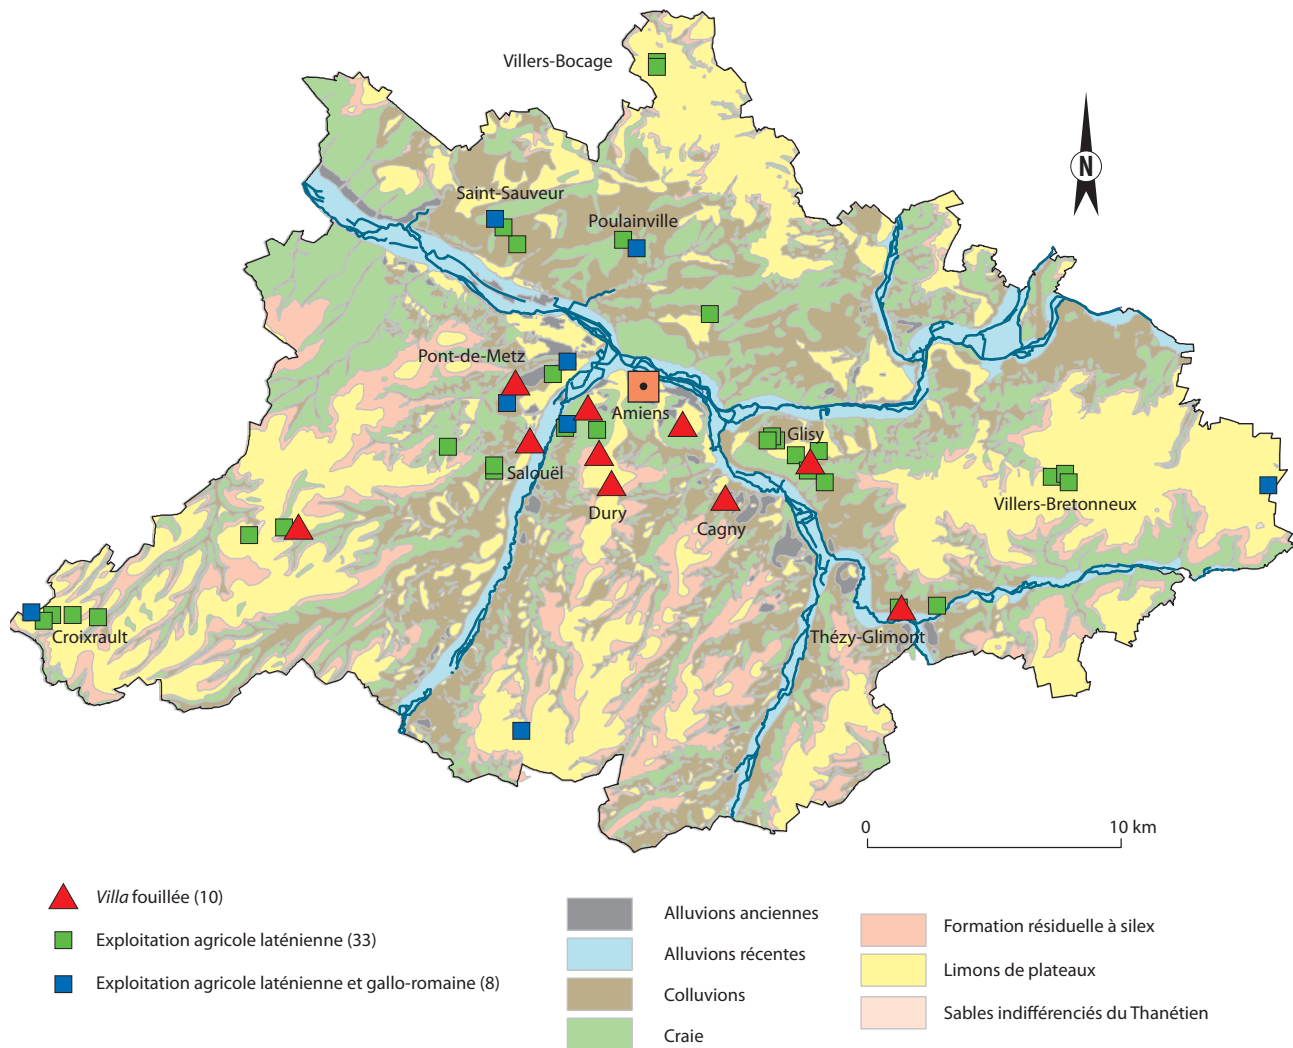 Villers-Bocage
N
Saint-Sauveur
Poulainville
Pont-de-Metz
Amiens
Glisy
Salouël
Villers-Bretonneux
Dury
Cagny
Croixrault
Thézy-Glimont
0 10 km
Villa fouillée (10)
Exploitation agricole laténienne (33)
Exploitation agricole laténienne et gallo-romaine (8)
Alluvions anciennes
Alluvions récentes
Colluvions
Craie
Formation résiduelle à silex
Limons de plateaux
Sables indifférenciés du Thanétien